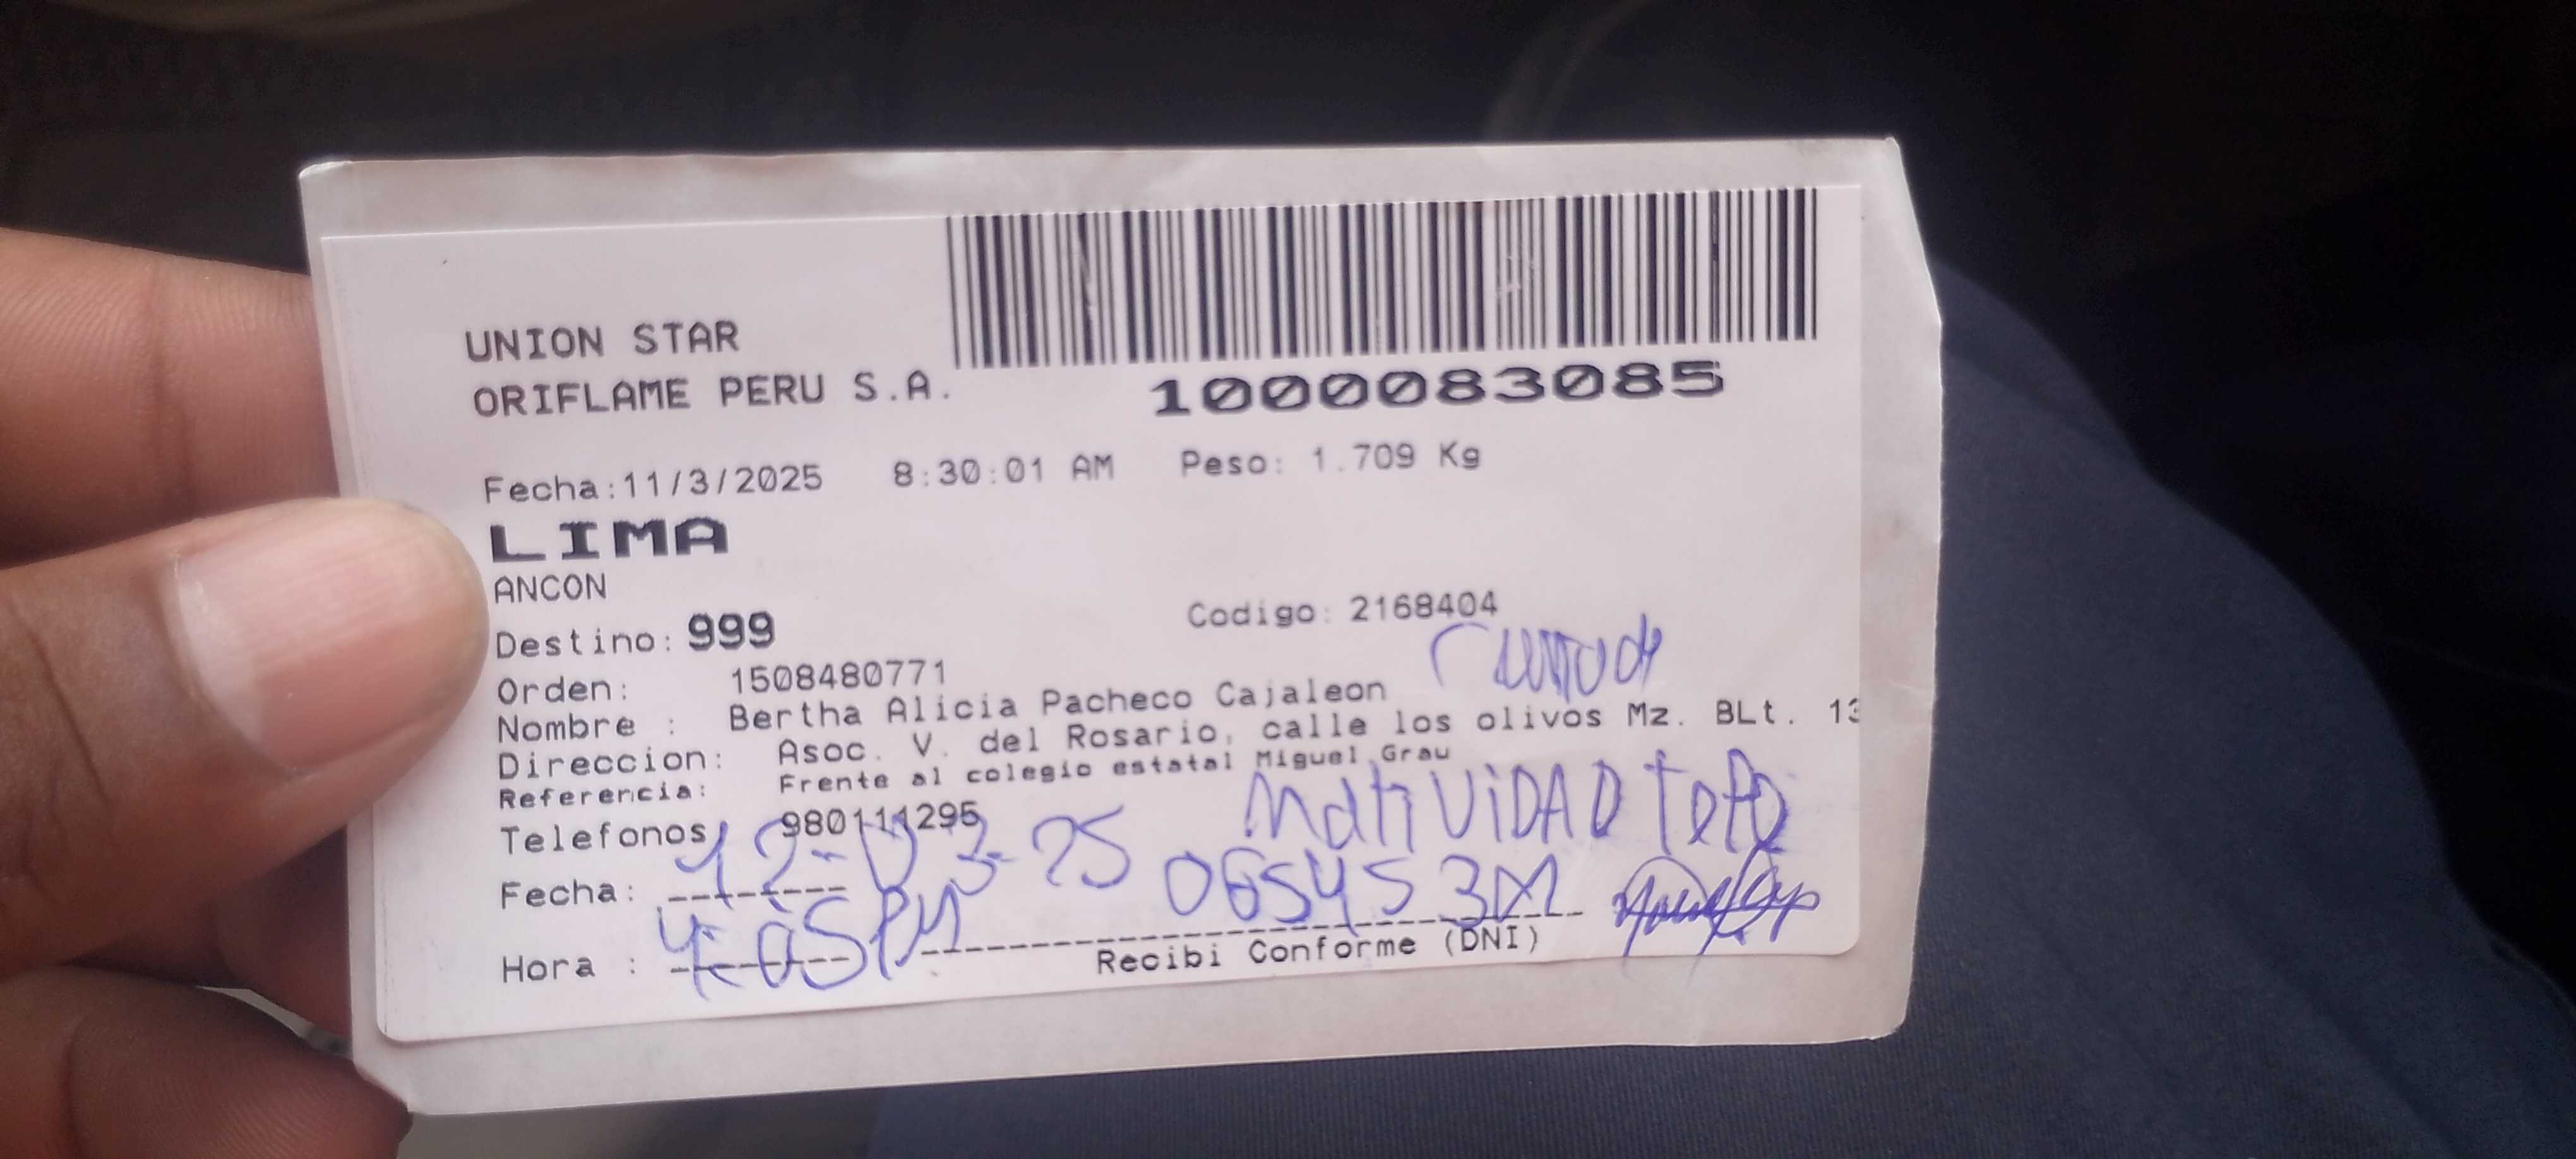 UNION STAR
ORIFLAME PERU S.A.
1000083085
Fecha:11/3/2025 8:30:01 AM Peso: 1.709 Kg
LIMA
ANCON
Destino: 999 Codigo: 2168404
Orden: 1508480771
Nombre : Bertha Alicia Pacheco Cajaleon
Direccion: Asoc. V. del Rosario, calle los olivos Mz. BLt. 13
Referencia: Frente al colegio estatal Miguel Grau
Telefonos 980111295
NatiViDAD
Fecha: 12-03-25
Hora : 4:05PM
Recibi Conforme (DNI)